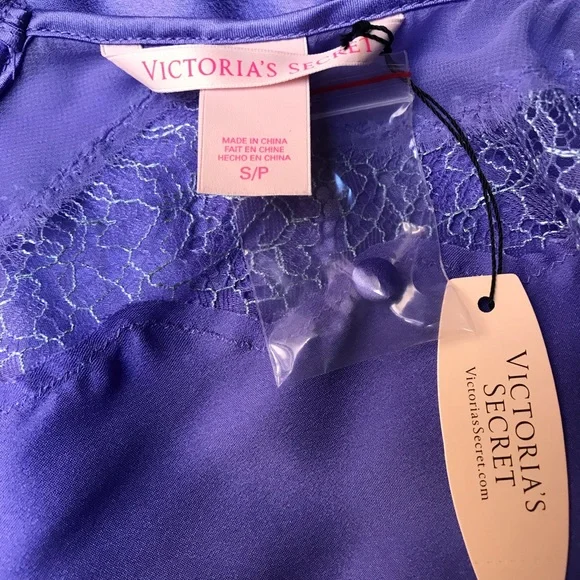 VICTORIA'S SECRET
MADE IN CHINA
FAIT EN CHINE
HECHO EN CHINA
S/P
VICTORIA'S
SECRET
VictoriasSecret.com